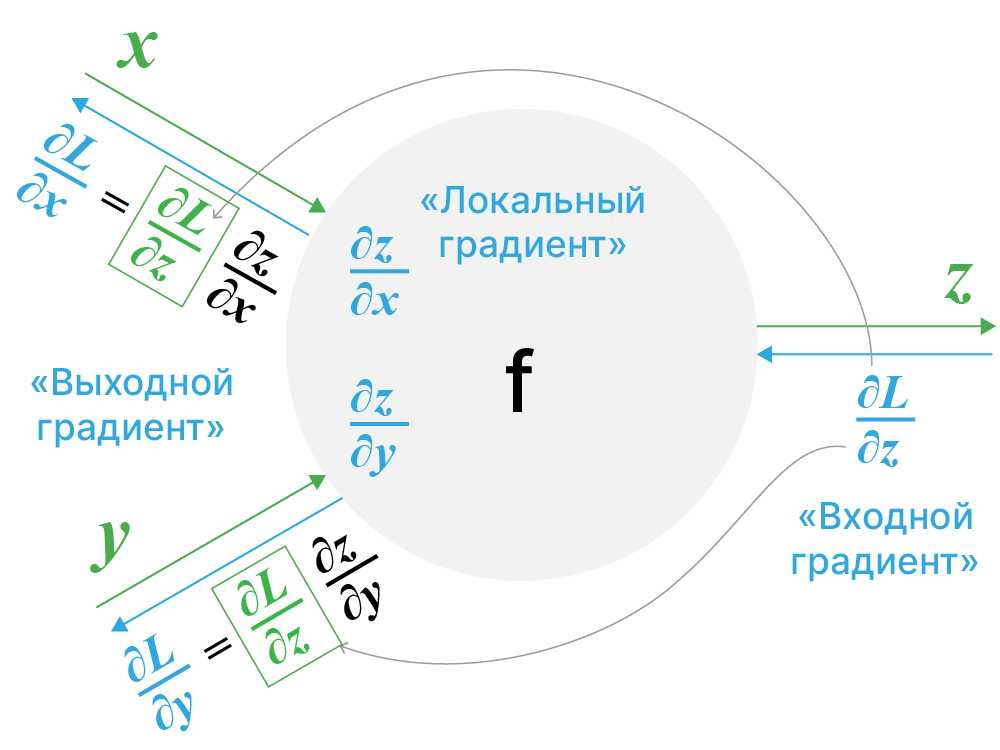 x
∂L/∂x = ∂L/∂z ∂z/∂x
«Локальный
градиент»
∂z/∂x
z
f
∂z/∂y
«Выходной
градиент»
∂L/∂z
«Входной
градиент»
y
∂L/∂y = ∂L/∂z ∂z/∂y